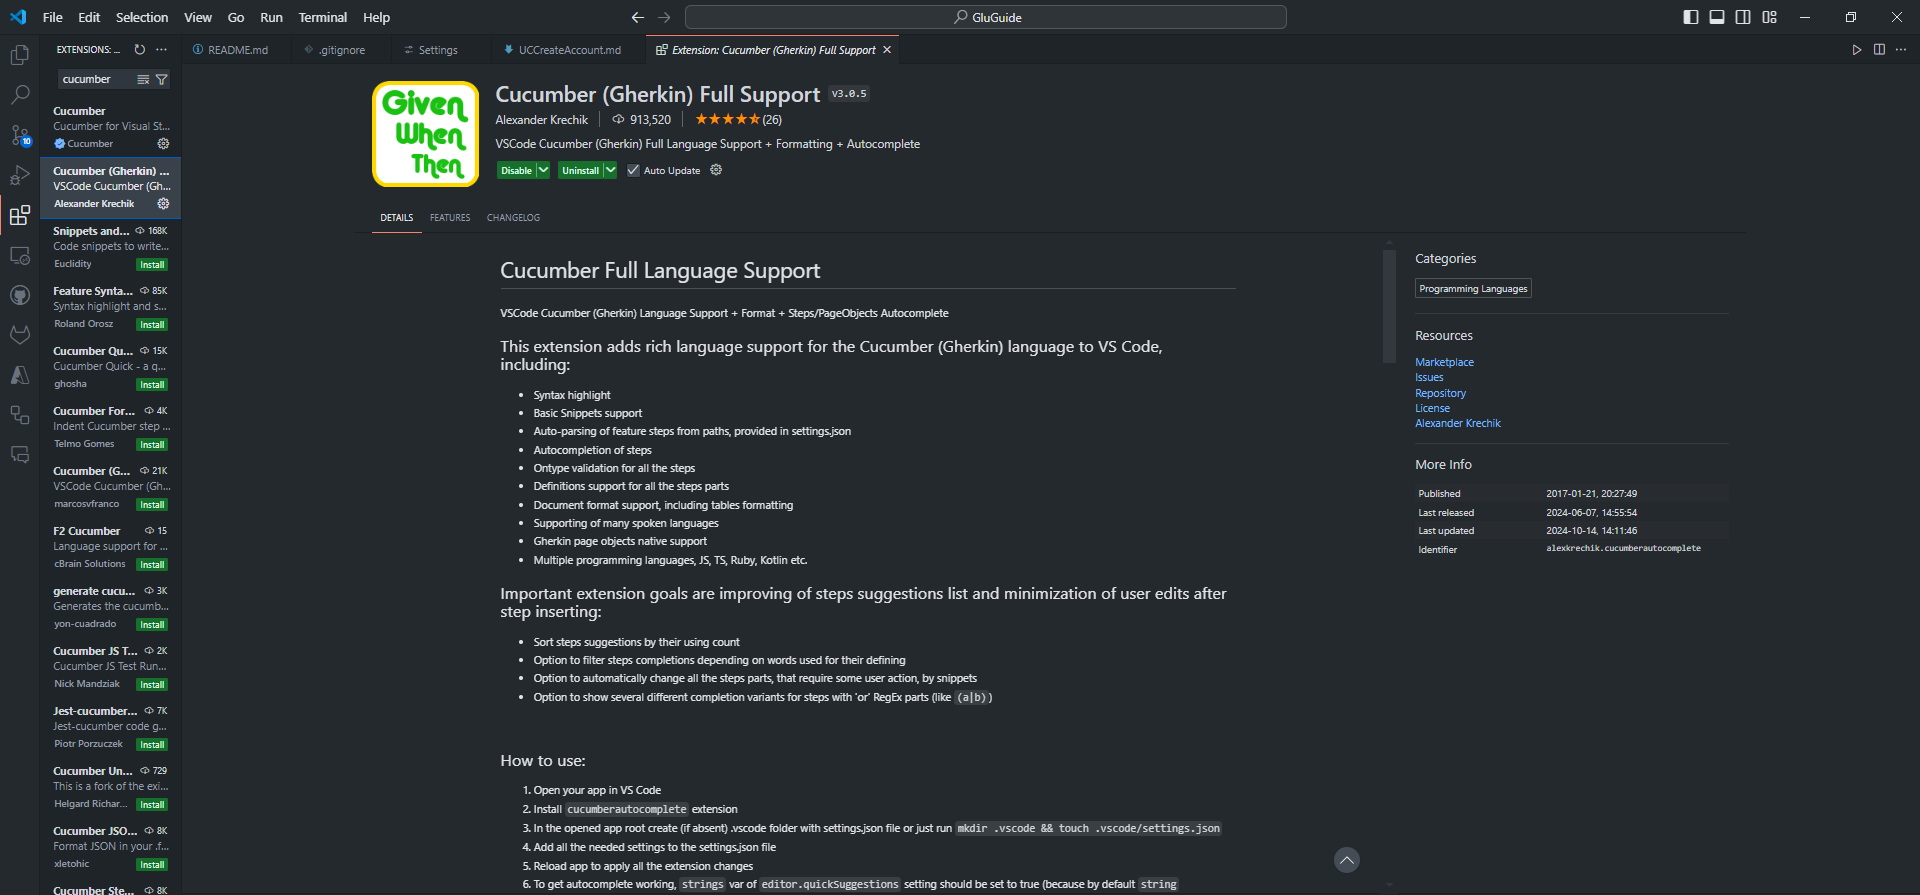 File Edit Selection View Go Run Terminal Help
GluGuide
EXTENSIONS: ...
README.md
.gitignore
Settings
UCCreateAccount.md
Extension: Cucumber (Gherkin) Full Support
cucumber
Cucumber
Cucumber for Visual St...
Cucumber
10
Cucumber (Gherkin) ...
VSCode Cucumber (Gh...
Alexander Krechik
Snippets and... 168K
Code snippets to write...
Euclidity Install
Feature Synta... 85K
Syntax highlight and s...
Roland Orosz Install
Cucumber Qu... 15K
Cucumber Quick - a q...
ghosha Install
Cucumber For... 4K
Indent Cucumber step ...
Telmo Gomes Install
Cucumber (G... 21K
VSCode Cucumber (Gh...
marcosvfranco Install
F2 Cucumber 15
Language support for ...
cBrain Solutions Install
generate cucu... 3K
Generates the cucumb...
yon-cuadrado Install
Cucumber JS T... 2K
Cucumber JS Test Run...
Nick Mandziak Install
Jest-cucumber... 7K
Jest-cucumber code g...
Piotr Porzuczek Install
Cucumber Un... 729
This is a fork of the exi...
Helgard Richar... Install
Cucumber JSO... 8K
Format JSON in your .f...
xletohic Install
Cucumber Ste... 8K
Given
When
Then
Cucumber (Gherkin) Full Support v3.0.5
Alexander Krechik 913,520 (26)
VSCode Cucumber (Gherkin) Full Language Support + Formatting + Autocomplete
Disable Uninstall Auto Update
DETAILS FEATURES CHANGELOG
Cucumber Full Language Support
VSCode Cucumber (Gherkin) Language Support + Format + Steps/PageObjects Autocomplete
This extension adds rich language support for the Cucumber (Gherkin) language to VS Code,
including:
• Syntax highlight
• Basic Snippets support
• Auto-parsing of feature steps from paths, provided in settings.json
• Autocompletion of steps
• Ontype validation for all the steps
• Definitions support for all the steps parts
• Document format support, including tables formatting
• Supporting of many spoken languages
• Gherkin page objects native support
• Multiple programming languages, JS, TS, Ruby, Kotlin etc.
Important extension goals are improving of steps suggestions list and minimization of user edits after
step inserting:
• Sort steps suggestions by their using count
• Option to filter steps completions depending on words used for their defining
• Option to automatically change all the steps parts, that require some user action, by snippets
• Option to show several different completion variants for steps with 'or' RegEx parts (like (a|b))
How to use:
1. Open your app in VS Code
2. Install cucumberautocomplete extension
3. In the opened app root create (if absent) .vscode folder with settings.json file or just run mkdir .vscode && touch .vscode/settings.json
4. Add all the needed settings to the settings.json file
5. Reload app to apply all the extension changes
6. To get autocomplete working, strings var of editor.quickSuggestions setting should be set to true (because by default string
Categories
Programming Languages
Resources
Marketplace
Issues
Repository
License
Alexander Krechik
More Info
Published 2017-01-21, 20:27:49
Last released 2024-06-07, 14:55:54
Last updated 2024-10-14, 14:11:46
Identifier alexkrechik.cucumberautocomplete